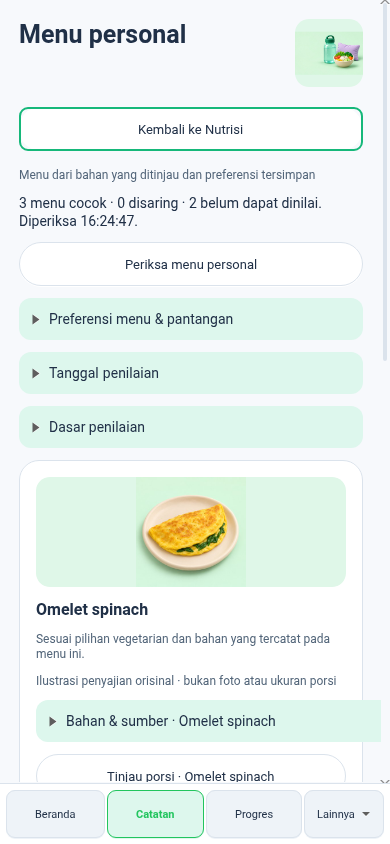 Menu personal
Kembali ke Nutrisi
Menu dari bahan yang ditinjau dan preferensi tersimpan
3 menu cocok · 0 disaring · 2 belum dapat dinilai.
Diperiksa 16:24:47.
Periksa menu personal
Preferensi menu & pantangan
Tanggal penilaian
Dasar penilaian
Omelet spinach
Sesuai pilihan vegetarian dan bahan yang tercatat pada
menu ini.
Ilustrasi penyajian orisinal · bukan foto atau ukuran porsi
Bahan & sumber · Omelet spinach
Tinjau porsi · Omelet spinach
Beranda
Catatan
Progres
Lainnya